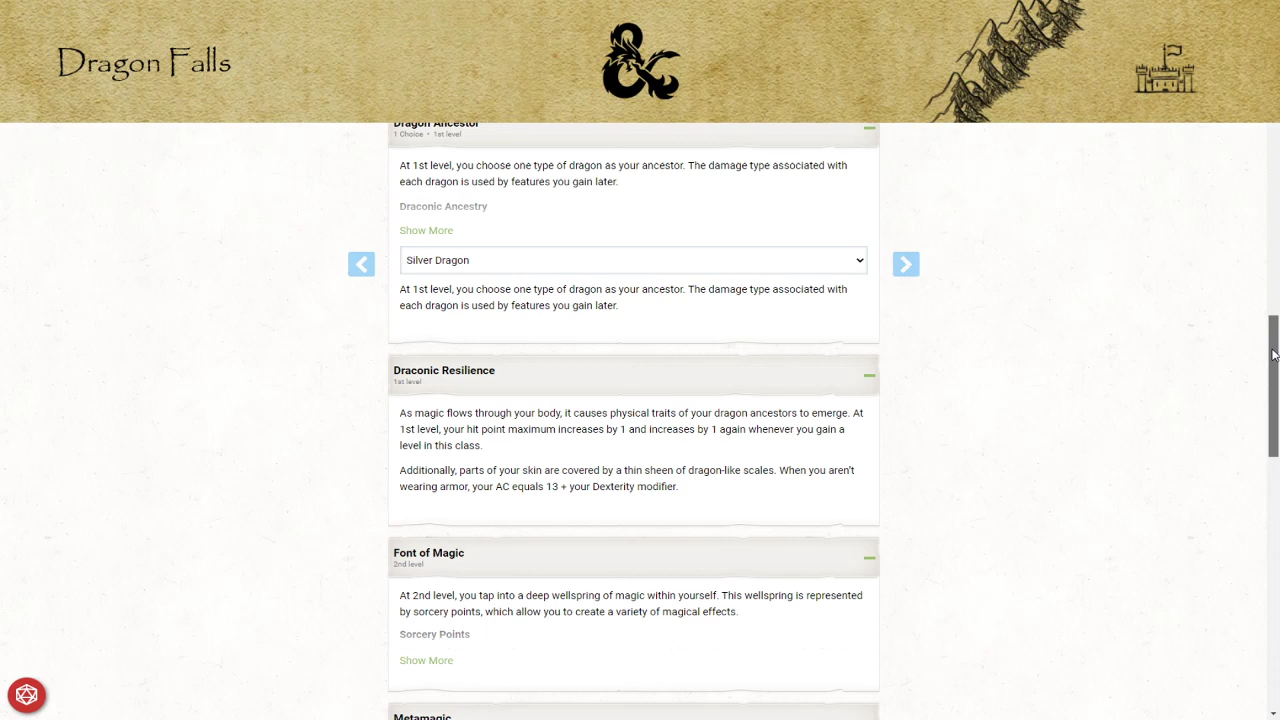 Dragon Falls
Dragon Ancestor
1 Choice • 1st level
At 1st level, you choose one type of dragon as your ancestor. The damage type associated with
each dragon is used by features you gain later.
Draconic Ancestry
Show More
Silver Dragon
At 1st level, you choose one type of dragon as your ancestor. The damage type associated with
each dragon is used by features you gain later.
Draconic Resilience
1st level
As magic flows through your body, it causes physical traits of your dragon ancestors to emerge. At
1st level, your hit point maximum increases by 1 and increases by 1 again whenever you gain a
level in this class.
Additionally, parts of your skin are covered by a thin sheen of dragon-like scales. When you aren't
wearing armor, your AC equals 13 + your Dexterity modifier.
Font of Magic
2nd level
At 2nd level, you tap into a deep wellspring of magic within yourself. This wellspring is represented
by sorcery points, which allow you to create a variety of magical effects.
Sorcery Points
Show More
Metamagic